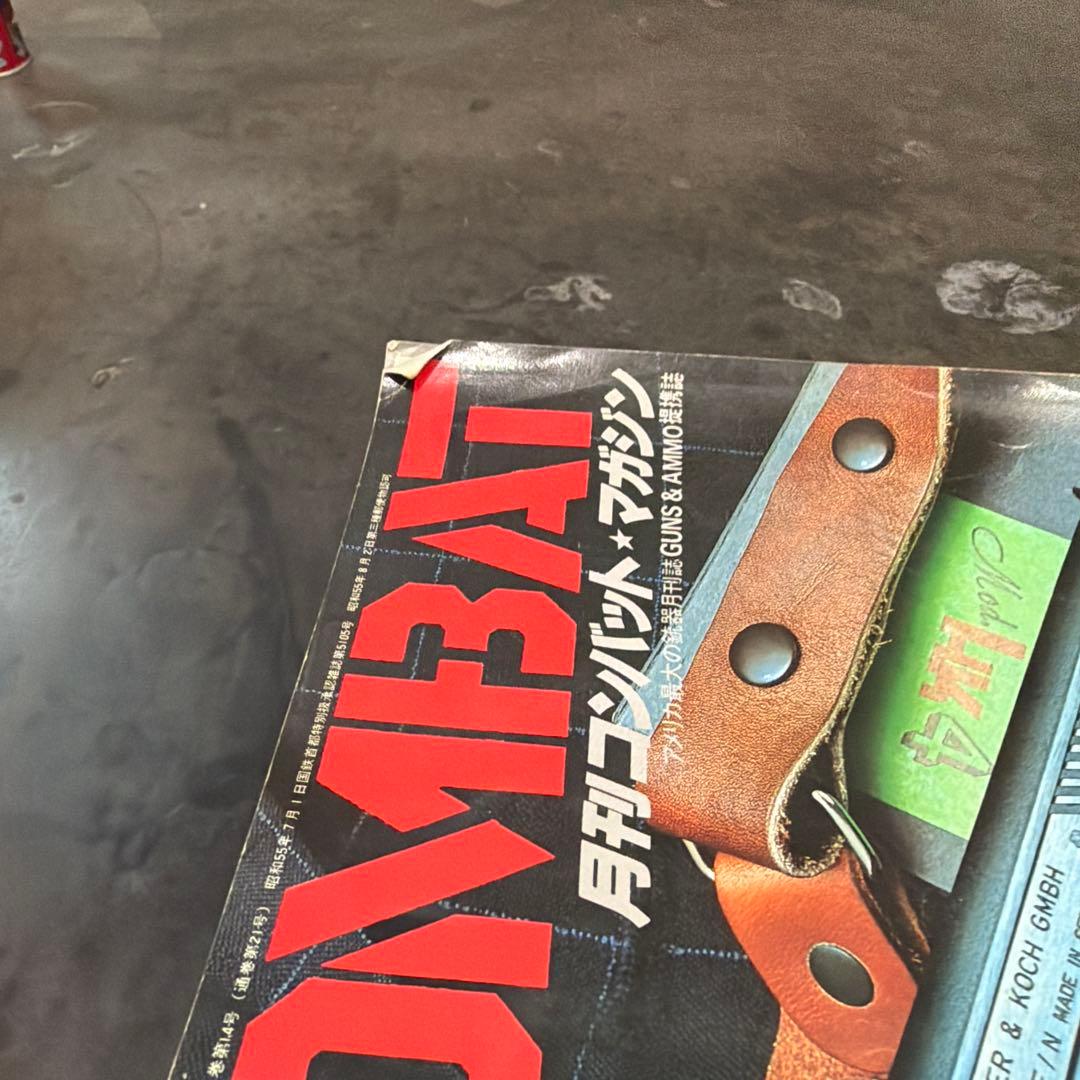 巻第14号(通巻第21号) 昭和55年7月1日国鉄首都特別扱承認雑誌第5105号 昭和55年8月2日第三種郵便物認可
OMBAT
月刊コンバット★マガジン
アメリカ最大の銃器月刊誌GUNS & AMMO提携誌
Mod
HK4
ER & KOCH GMBH
/N MADE IN